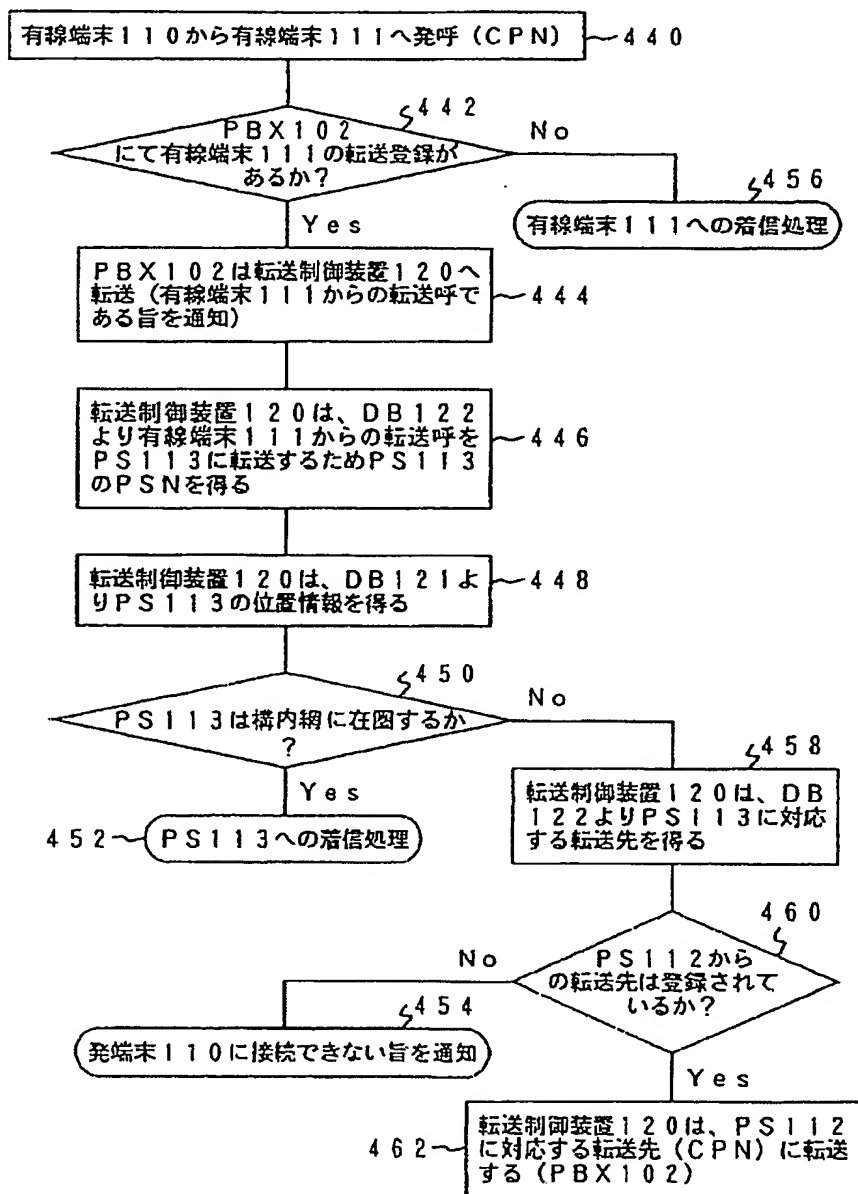 有線端末110から有線端末111へ発呼(CPN)
440
442
PBX102
にて有線端末111の転送登録が
あるか?
No
Yes
456
有線端末111への着信処理
PBX102は転送制御装置120へ
転送(有線端末111からの転送呼で
ある旨を通知)
444
転送制御装置120は、DB122
より有線端末111からの転送呼を
PS113に転送するためPS113
のPSNを得る
446
転送制御装置120は、DB121よ
りPS113の位置情報を得る
448
450
PS113は構内網に在圏するか
?
No
Yes
452
PS113への着信処理
458
転送制御装置120は、DB
122よりPS113に対応
する転送先を得る
460
PS112から
の転送先は登録されて
いるか?
No
454
発端末110に接続できない旨を通知
Yes
462
転送制御装置120は、PS112
に対応する転送先(CPN)に転送
する(PBX102)